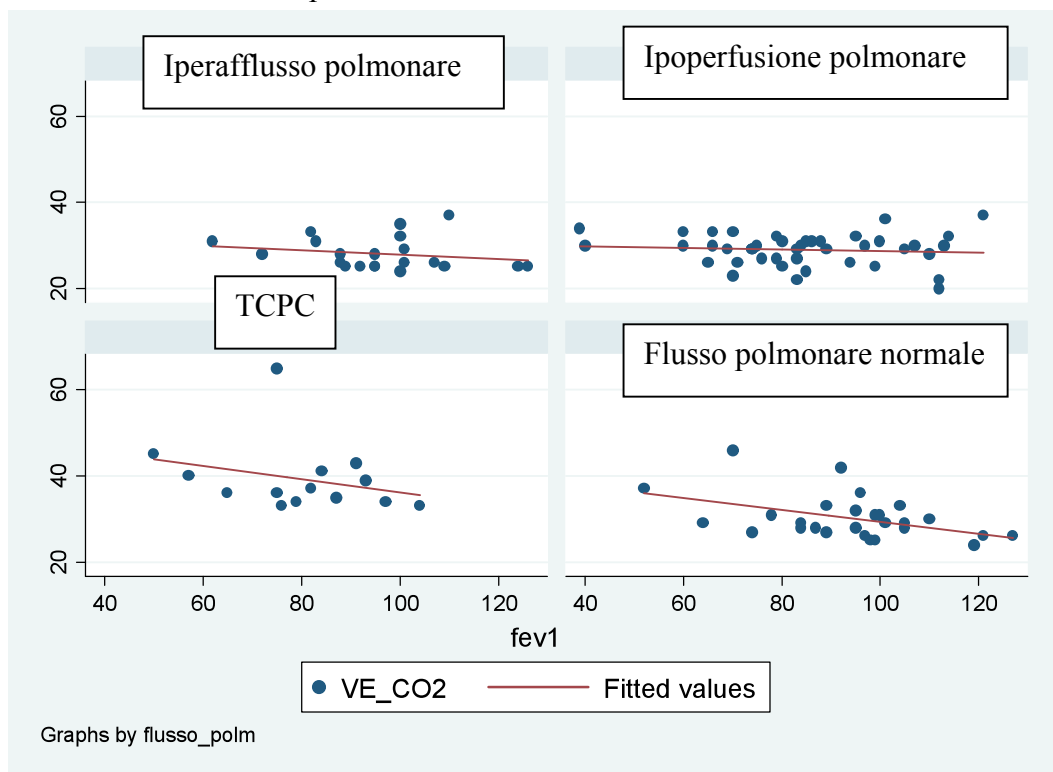 Iperafflusso polmonare
Ipoperfusione polmonare
60
40
20
TCPC
Flusso polmonare normale
60
40
20
40 60 80 100 120 40 60 80 100 120
fev1
VE_CO2 Fitted values
Graphs by flusso_polm